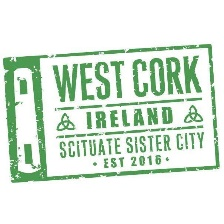 WEST CORK
IRELAND
SCITUATE SISTER CITY
• EST 2016 •